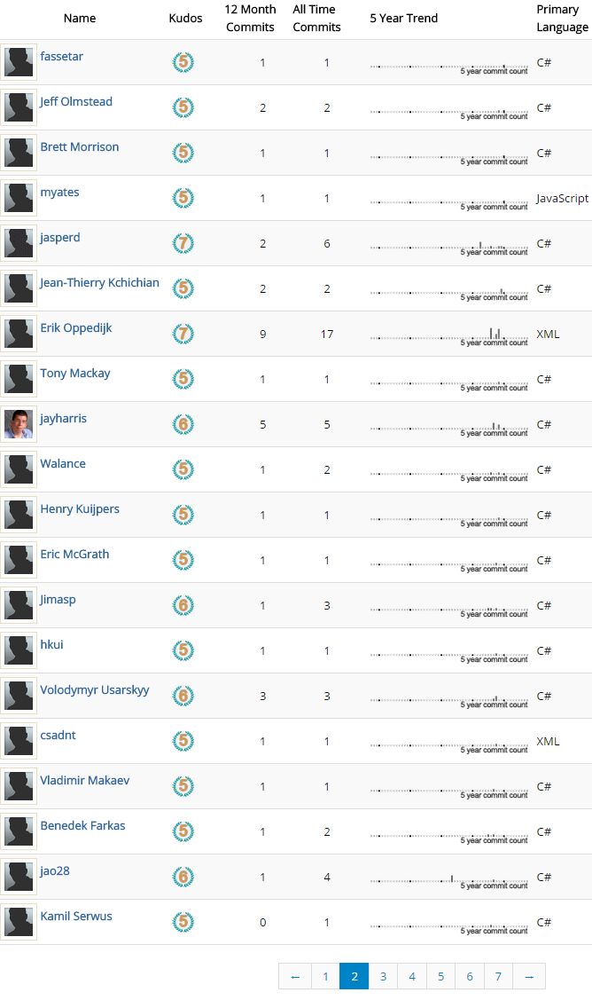 Name Kudos 12 Month Commits All Time Commits 5 Year Trend Primary Language
fassetar 5 1 1 5 year commit count C#
Jeff Olmstead 5 2 2 5 year commit count C#
Brett Morrison 5 1 1 5 year commit count C#
myates 5 1 1 5 year commit count JavaScript
jasperd 7 2 6 5 year commit count C#
Jean-Thierry Kchichian 5 2 2 5 year commit count C#
Erik Oppedijk 7 9 17 5 year commit count XML
Tony Mackay 5 1 1 5 year commit count C#
jayharris 6 5 5 5 year commit count C#
Walance 5 1 2 5 year commit count C#
Henry Kuijpers 5 1 1 5 year commit count C#
Eric McGrath 5 1 1 5 year commit count C#
Jimasp 6 1 3 5 year commit count C#
hkui 5 1 1 5 year commit count C#
Volodymyr Usarskyy 6 3 3 5 year commit count C#
csadnt 5 1 1 5 year commit count XML
Vladimir Makaev 5 1 1 5 year commit count C#
Benedek Farkas 5 1 2 5 year commit count C#
jao28 6 1 4 5 year commit count C#
Kamil Serwus 5 0 1 5 year commit count C#
← 1 2 3 4 5 6 7 →